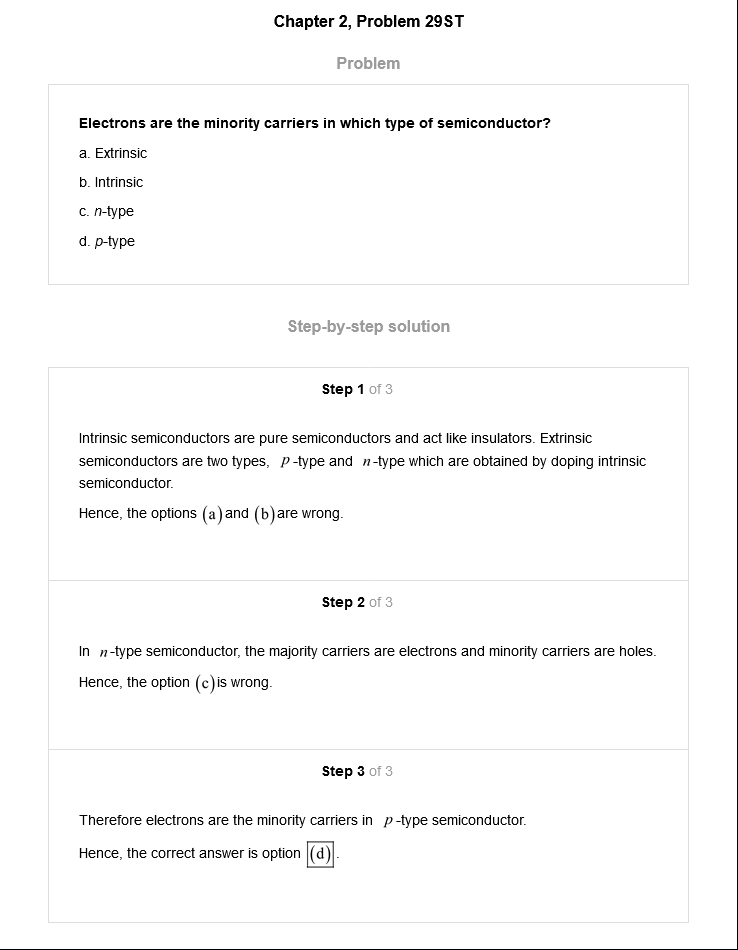 Chapter 2, Problem 29ST
Problem
Electrons are the minority carriers in which type of semiconductor?
a. Extrinsic
b. Intrinsic
c. n-type
d. p-type
Step-by-step solution
Step 1 of 3
Intrinsic semiconductors are pure semiconductors and act like insulators. Extrinsic
semiconductors are two types, p-type and n-type which are obtained by doping intrinsic
semiconductor.
Hence, the options (a) and (b) are wrong.
Step 2 of 3
In n-type semiconductor, the majority carriers are electrons and minority carriers are holes.
Hence, the option (c) is wrong.
Step 3 of 3
Therefore electrons are the minority carriers in p-type semiconductor.
Hence, the correct answer is option (d).